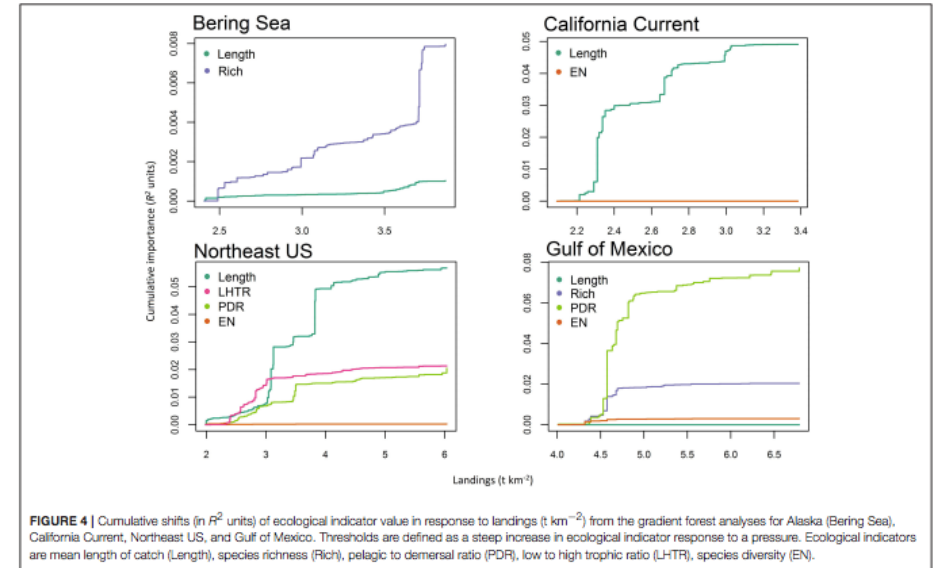 Bering Sea
Length
Rich
0.000
0.002
0.004
0.006
0.008
2.5 3.0 3.5
California Current
Length
EN
0.00
0.01
0.02
0.03
0.04
0.05
2.2 2.4 2.6 2.8 3.0 3.2 3.4
Cumulative importance (R² units)
Northeast US
Length
LHTR
PDR
EN
0.00
0.01
0.02
0.03
0.04
0.05
2 3 4 5 6
Gulf of Mexico
Length
Rich
PDR
EN
0.00
0.02
0.04
0.06
0.08
4.0 4.5 5.0 5.5 6.0 6.5
Landings (t km⁻²)
FIGURE 4 | Cumulative shifts (in R² units) of ecological indicator value in response to landings (t km⁻²) from the gradient forest analyses for Alaska (Bering Sea),
California Current, Northeast US, and Gulf of Mexico. Thresholds are defined as a steep increase in ecological indicator response to a pressure. Ecological indicators
are mean length of catch (Length), species richness (Rich), pelagic to demersal ratio (PDR), low to high trophic ratio (LHTR), species diversity (EN).